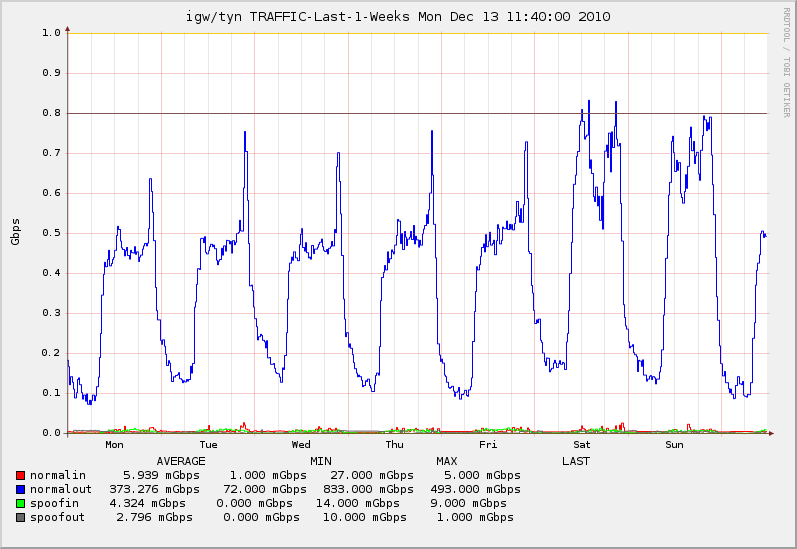 igw/tyn TRAFFIC-Last-1-Weeks Mon Dec 13 11:40:00 2010
RRDTOOL / TOBI OETIKER
Gbps
1.0
0.9
0.8
0.7
0.6
0.5
0.4
0.3
0.2
0.1
0.0
Mon Tue Wed Thu Fri Sat Sun
AVERAGE MIN MAX LAST
normalin 5.939 mGbps 1.000 mGbps 27.000 mGbps 5.000 mGbps
normalout 373.276 mGbps 72.000 mGbps 833.000 mGbps 493.000 mGbps
spoofin 4.324 mGbps 0.000 mGbps 14.000 mGbps 9.000 mGbps
spoofout 2.796 mGbps 0.000 mGbps 10.000 mGbps 1.000 mGbps